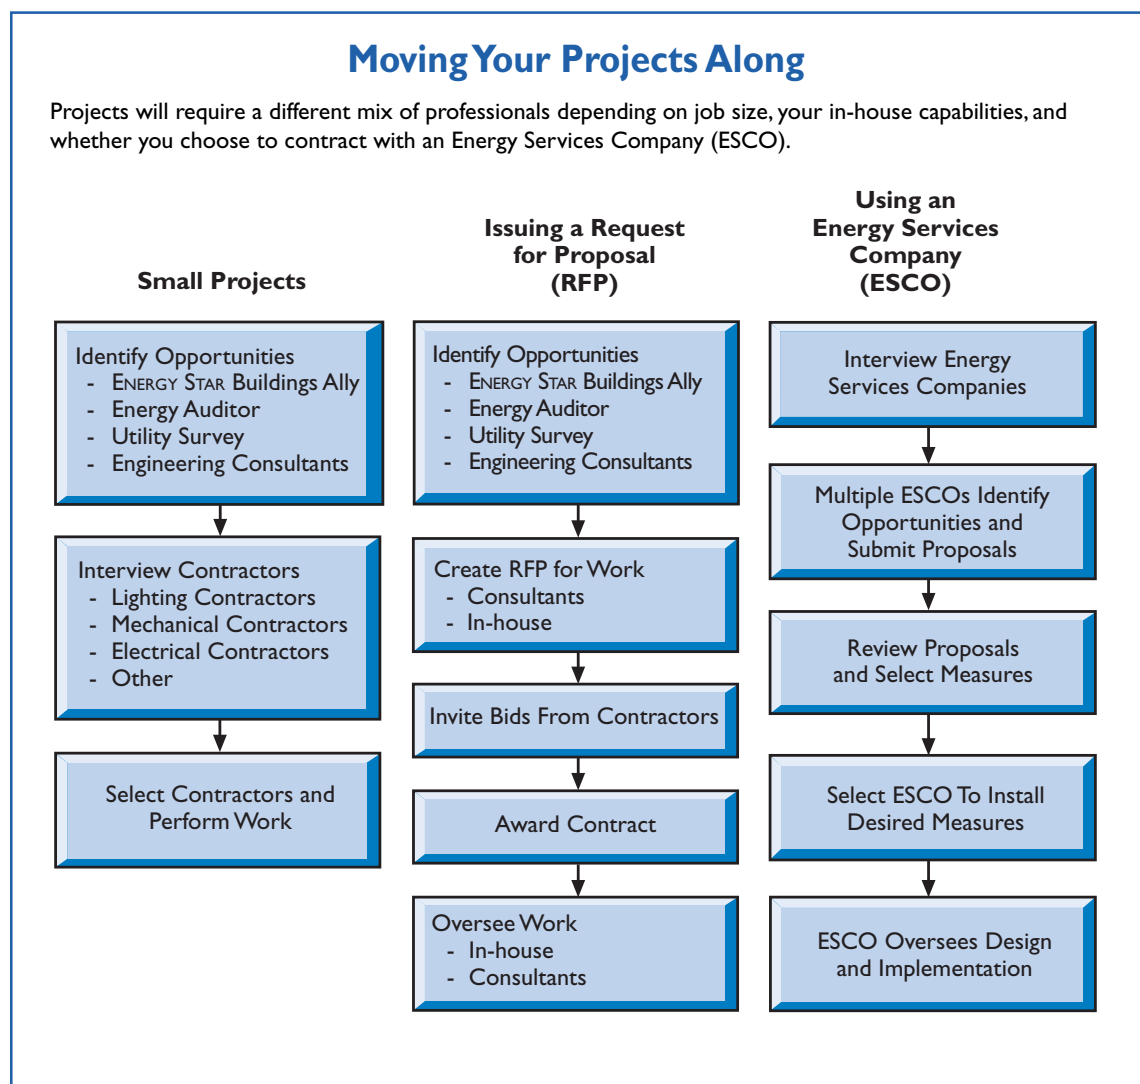 Moving Your Projects Along
Projects will require a different mix of professionals depending on job size, your in-house capabilities, and
whether you choose to contract with an Energy Services Company (ESCO).
Small Projects
Identify Opportunities
- ENERGY STAR Buildings Ally
- Energy Auditor
- Utility Survey
- Engineering Consultants
Interview Contractors
- Lighting Contractors
- Mechanical Contractors
- Electrical Contractors
- Other
Select Contractors and
Perform Work
Issuing a Request
for Proposal
(RFP)
Identify Opportunities
- ENERGY STAR Buildings Ally
- Energy Auditor
- Utility Survey
- Engineering Consultants
Create RFP for Work
- Consultants
- In-house
Invite Bids From Contractors
Award Contract
Oversee Work
- In-house
- Consultants
Using an
Energy Services
Company
(ESCO)
Interview Energy
Services Companies
Multiple ESCOs Identify
Opportunities and
Submit Proposals
Review Proposals
and Select Measures
Select ESCO To Install
Desired Measures
ESCO Oversees Design
and Implementation